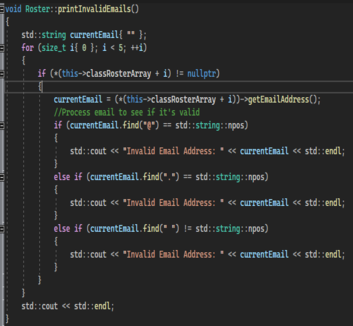 void Roster::printInvalidEmails()
{
    std::string currentEmail{ "" };
    for (size_t i{ 0 }; i < 5; ++i)
    {
        if (*(this->classRosterArray + i) != nullptr)
        {
            currentEmail = (*(this->classRosterArray + i))->getEmailAddress();
            //Process email to see if it's valid
            if (currentEmail.find("@") == std::string::npos)
            {
                std::cout << "Invalid Email Address: " << currentEmail << std::endl;
            }
            else if (currentEmail.find(".") == std::string::npos)
            {
                std::cout << "Invalid Email Address: " << currentEmail << std::endl;
            }
            else if (currentEmail.find(" ") != std::string::npos)
            {
                std::cout << "Invalid Email Address: " << currentEmail << std::endl;
            }
        }
    }
    std::cout << std::endl;
}